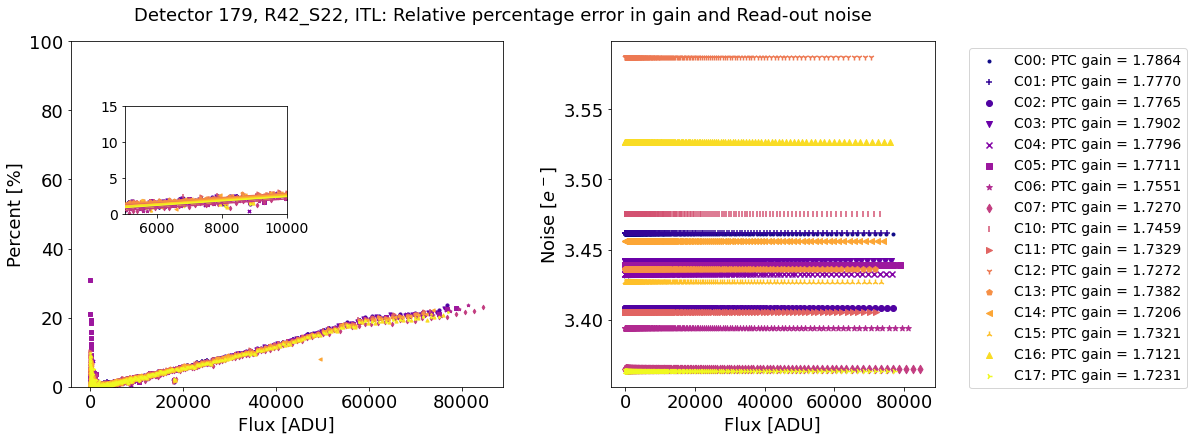 Detector 179, R42_S22, ITL: Relative percentage error in gain and Read-out noise
Percent [%]
100
80
60
40
20
0
15
10
5
0
6000 8000 10000
0 20000 40000 60000 80000
Flux [ADU]
Noise [e⁻]
3.55
3.50
3.45
3.40
0 20000 40000 60000 80000
Flux [ADU]
C00: PTC gain = 1.7864
C01: PTC gain = 1.7770
C02: PTC gain = 1.7765
C03: PTC gain = 1.7902
C04: PTC gain = 1.7796
C05: PTC gain = 1.7711
C06: PTC gain = 1.7551
C07: PTC gain = 1.7270
C10: PTC gain = 1.7459
C11: PTC gain = 1.7329
C12: PTC gain = 1.7272
C13: PTC gain = 1.7382
C14: PTC gain = 1.7206
C15: PTC gain = 1.7321
C16: PTC gain = 1.7121
C17: PTC gain = 1.7231